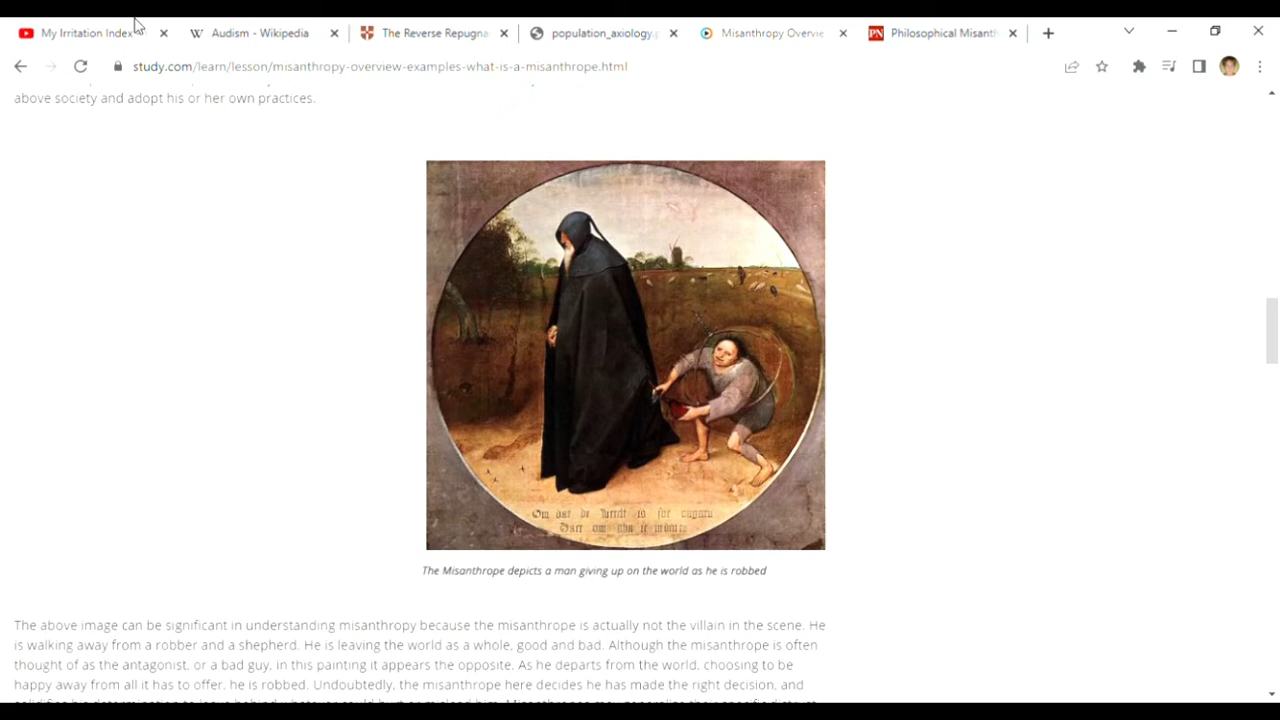 My Irritation Index
Audism - Wikipedia
The Reverse Repugna
population_axiology.p
Misanthropy Overvie
PN
Philosophical Misanth
study.com/learn/lesson/misanthropy-overview-examples-what-is-a-misanthrope.html
above society and adopt his or her own practices.
The Misanthrope depicts a man giving up on the world as he is robbed
The above image can be significant in understanding misanthropy because the misanthrope is actually not the villain in the scene. He
is walking away from a robber and a shepherd. He is leaving the world as a whole, good and bad. Although the misanthrope is often
thought of as the antagonist, or a bad guy, in this painting it appears the opposite. As he departs from the world, choosing to be
happy away from all it has to offer, he is robbed. Undoubtedly, the misanthrope here decides he has made the right decision, and